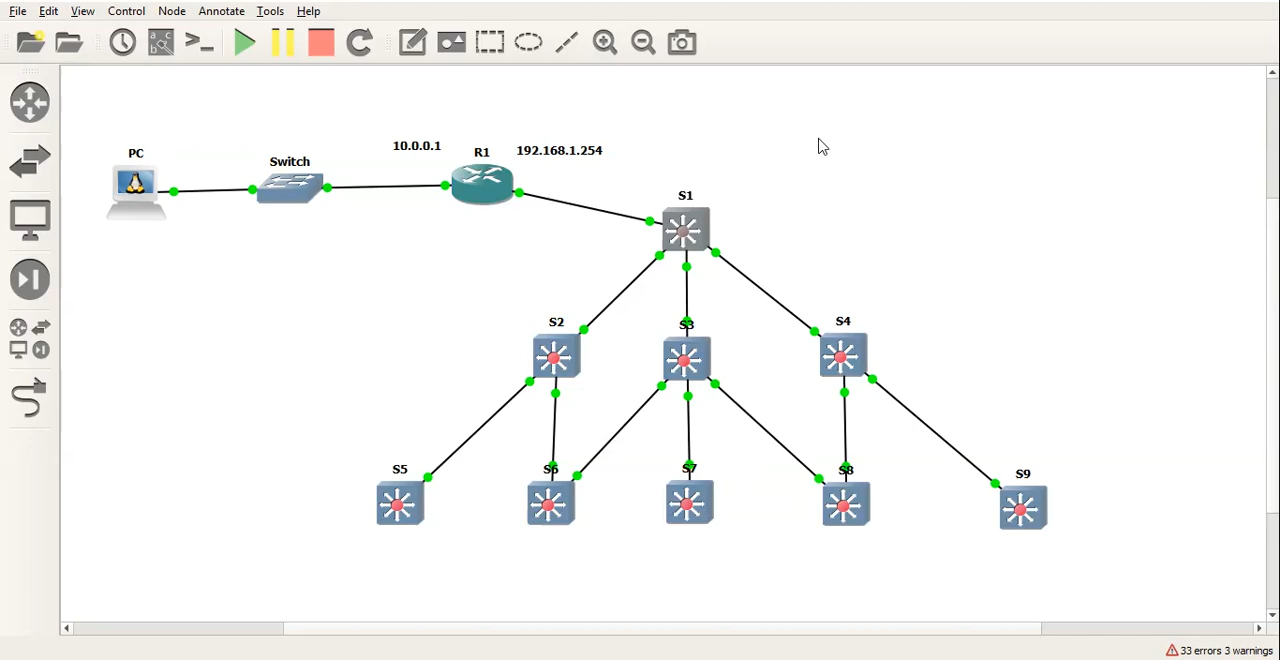 File Edit View Control Node Annotate Tools Help
PC
Switch
10.0.0.1
R1
192.168.1.254
S1
S2
S3
S4
S5
S6
S7
S8
S9
33 errors 3 warnings